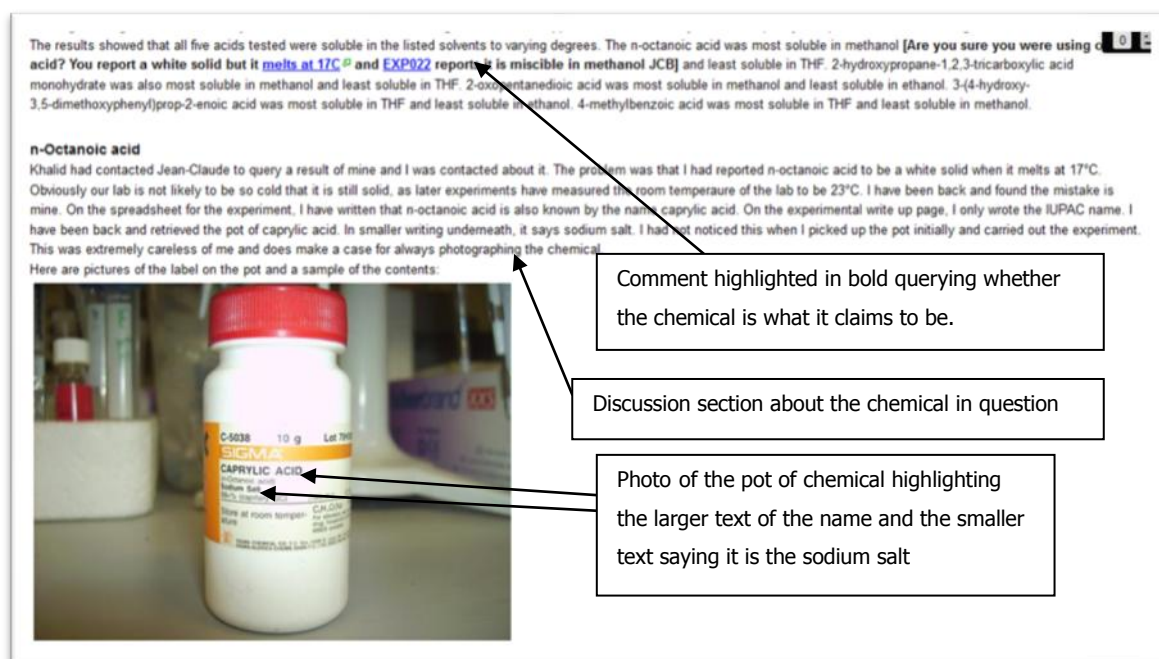 The results showed that all five acids tested were soluble in the listed solvents to varying degrees. The n-octanoic acid was most soluble in methanol [Are you sure you were using
0
acid? You report a white solid but it melts at 17C and EXP022 reports it is miscible in methanol JCB] and least soluble in THF. 2-hydroxypropane-1,2,3-tricarboxylic acid
monohydrate was also most soluble in methanol and least soluble in THF. 2-oxopentanedioic acid was most soluble in methanol and least soluble in ethanol. 3-(4-hydroxy-
3,5-dimethoxyphenyl)prop-2-enoic acid was most soluble in THF and least soluble in ethanol. 4-methylbenzoic acid was most soluble in THF and least soluble in methanol.
n-Octanoic acid
Khalid had contacted Jean-Claude to query a result of mine and I was contacted about it. The problem was that I had reported n-octanoic acid to be a white solid when it melts at 17°C.
Obviously our lab is not likely to be so cold that it is still solid, as later experiments have measured the room temperaure of the lab to be 23°C. I have been back and found the mistake is
mine. On the spreadsheet for the experiment, I have written that n-octanoic acid is also known by the name caprylic acid. On the experimental write up page, I only wrote the IUPAC name. I
have been back and retrieved the pot of caprylic acid. In smaller writing underneath, it says sodium salt. I had not noticed this when I picked up the pot initially and carried out the experiment.
This was extremely careless of me and does make a case for always photographing the chemical.
Here are pictures of the label on the pot and a sample of the contents:
Comment highlighted in bold querying whether
the chemical is what it claims to be.
Discussion section about the chemical in question
Photo of the pot of chemical highlighting
the larger text of the name and the smaller
text saying it is the sodium salt
C-5038 10 g Lot
SIGMA
CAPRYLIC ACID
Sodium Salt
Store at room temper-
ature